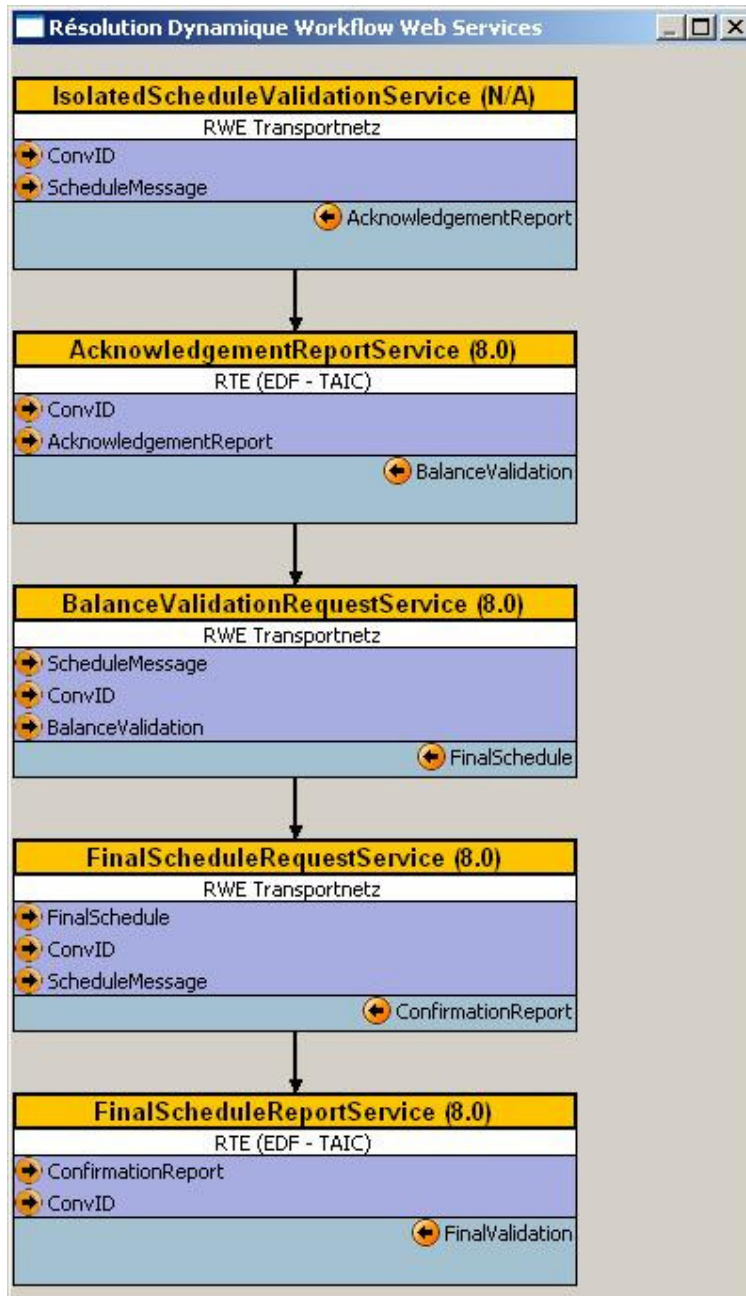 Résolution Dynamique Workflow Web Services
IsolatedScheduleValidationService (N/A)
RWE Transportnetz
ConvID
ScheduleMessage
AcknowledgementReport
AcknowledgementReportService (8.0)
RTE (EDF - TAIC)
ConvID
AcknowledgementReport
BalanceValidation
BalanceValidationRequestService (8.0)
RWE Transportnetz
ScheduleMessage
ConvID
BalanceValidation
FinalSchedule
FinalScheduleRequestService (8.0)
RWE Transportnetz
FinalSchedule
ConvID
ScheduleMessage
ConfirmationReport
FinalScheduleReportService (8.0)
RTE (EDF - TAIC)
ConfirmationReport
ConvID
FinalValidation